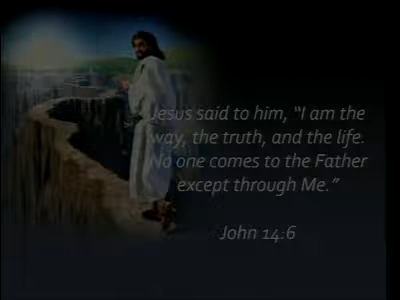 Jesus said to him, “I am the
way, the truth, and the life.
No one comes to the Father
except through Me.”
John 14:6